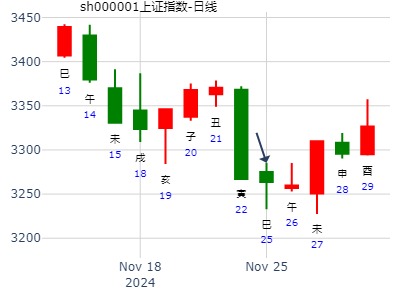 sh000001上证指数-日线
3450
3400
3350
3300
3250
3200
巳
13
午
14
未
15
戌
18
亥
19
子
20
丑
21
寅
22
巳
25
午
26
未
27
申
28
酉
29
Nov 18
2024
Nov 25